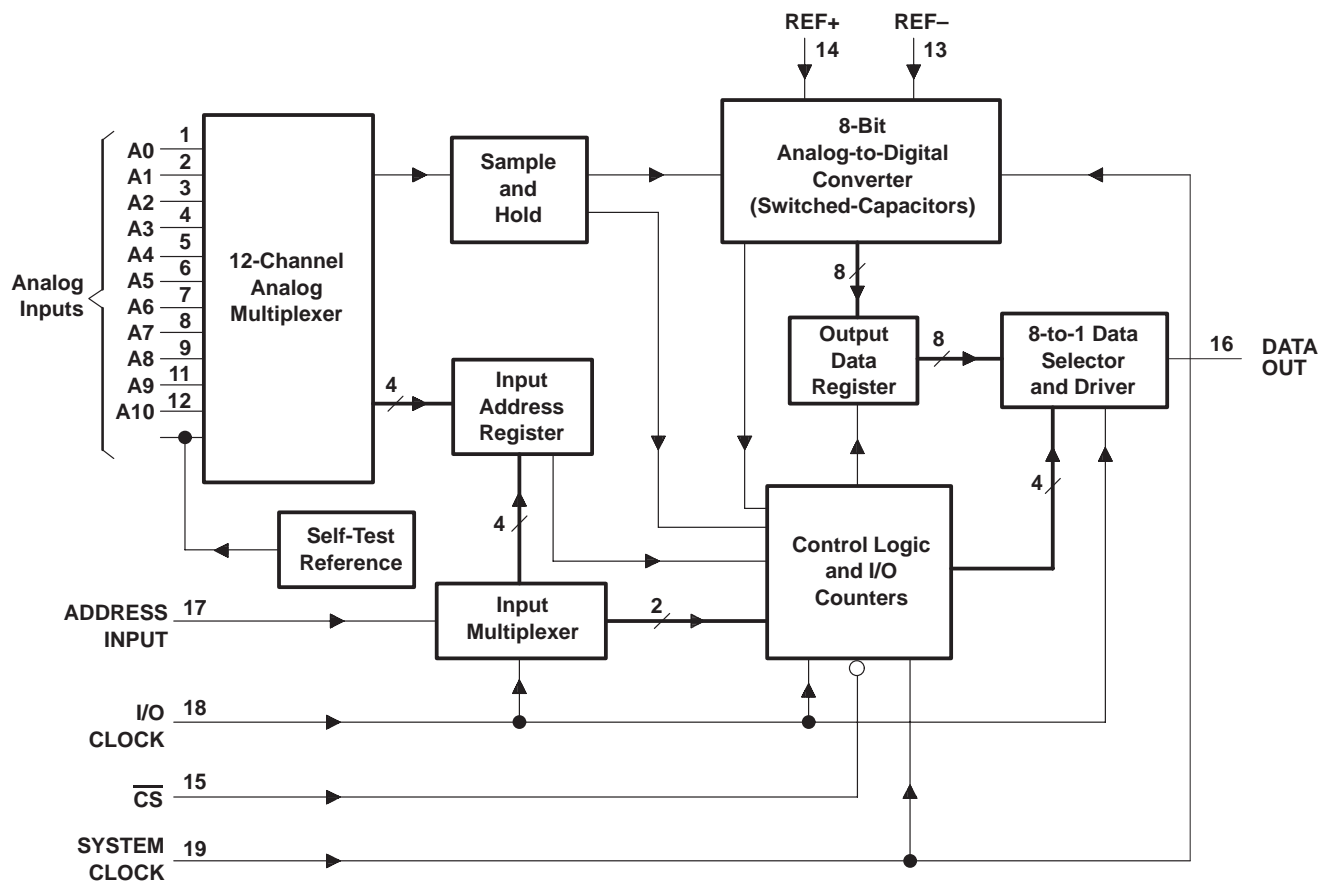 REF+
REF–
14
13
8-Bit
Analog-to-Digital
Converter
(Switched-Capacitors)
Sample
and
Hold
Analog
Inputs
A0 1
A1 2
A2 3
A3 4
A4 5
A5 6
A6 7
A7 8
A8 9
A9 11
A10 12
12-Channel
Analog
Multiplexer
8
Output
Data
Register
8
8-to-1 Data
Selector
and Driver
16
DATA
OUT
4
Input
Address
Register
4
4
Self-Test
Reference
Control Logic
and I/O
Counters
ADDRESS
INPUT
17
Input
Multiplexer
2
I/O
CLOCK
18
C̅S̅
15
SYSTEM
CLOCK
19